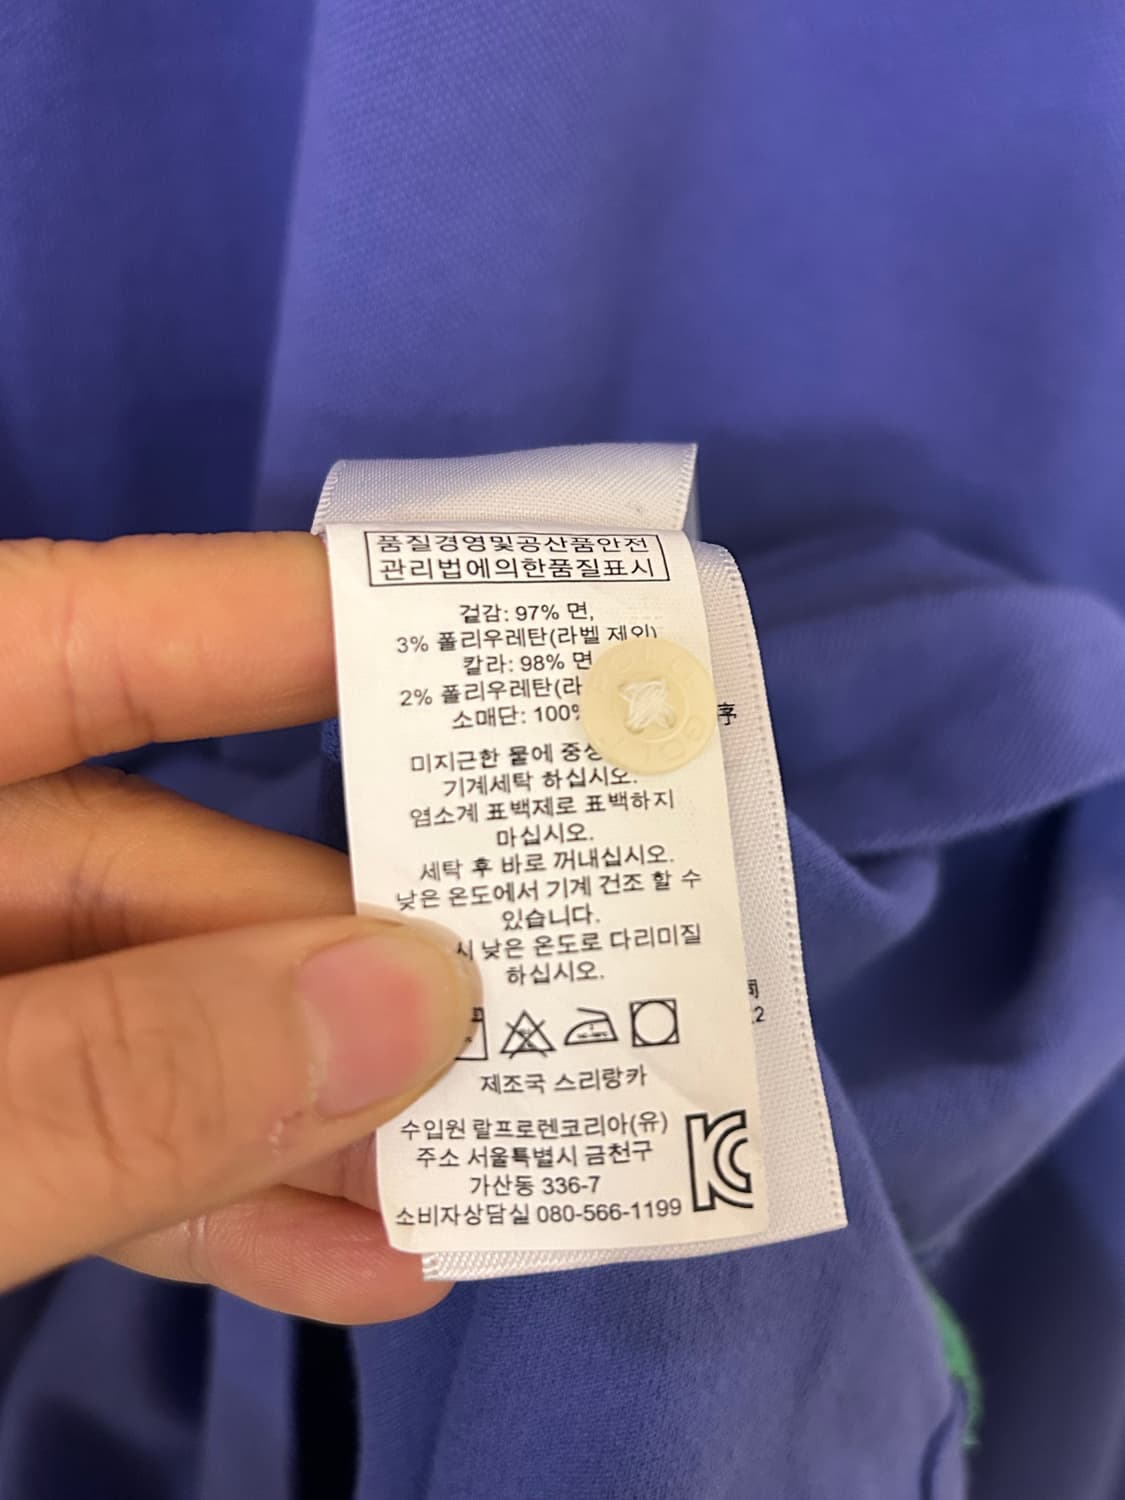 품질경영및공산품안전
관리법에의한품질표시
겉감: 97% 면,
3% 폴리우레탄(라벨 제외)
칼라: 98% 면
2% 폴리우레탄(라
소매단: 100%
미지근한 물에
기계세탁 하십시오.
염소계 표백제로 표백하지
마십시오.
세탁 후 바로 꺼내십시오.
낮은 온도에서 기계 건조 할 수
있습니다.
시 낮은 온도로 다리미질
하십시오.
제조국 스리랑카
수입원 랄프로렌코리아(유)
주소 서울특별시 금천구
가산동 336-7
소비자상담실 080-566-1199
KC
POLO
POLO
序